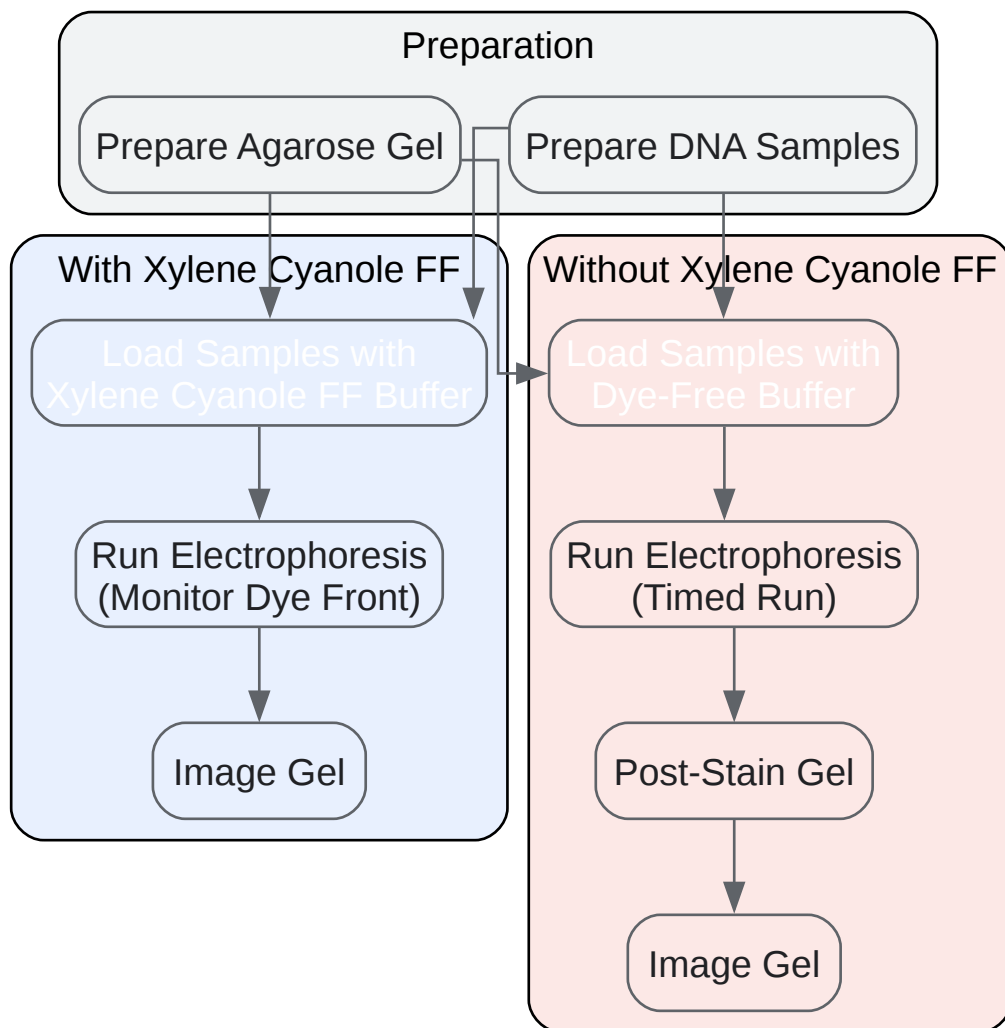 Preparation
Prepare Agarose Gel
Prepare DNA Samples
With Xylene Cyanole FF
Without Xylene Cyanole FF
Load Samples with
Xylene Cyanole FF Buffer
Load Samples with
Dye-Free Buffer
Run Electrophoresis
(Monitor Dye Front)
Run Electrophoresis
(Timed Run)
Image Gel
Post-Stain Gel
Image Gel